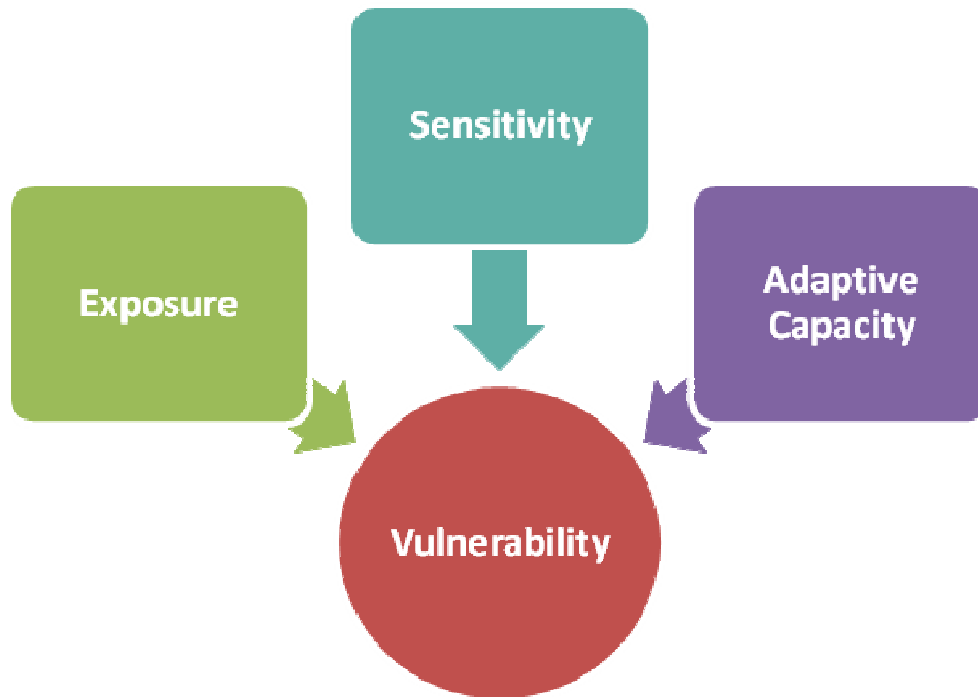 Sensitivity
Exposure
Adaptive
Capacity
Vulnerability